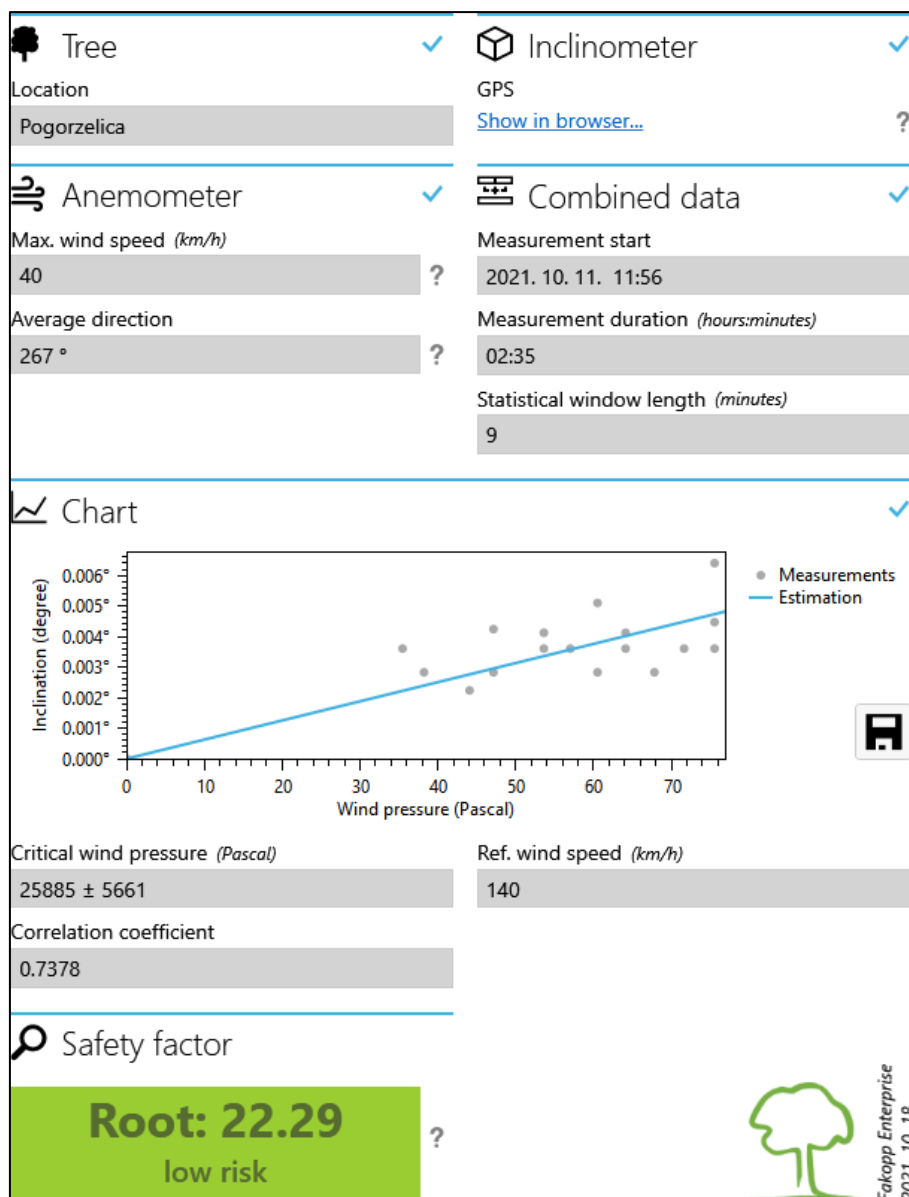 Tree
Location
Pogorzelica
Inclinometer
GPS
Show in browser...
?
Anemometer
Max. wind speed (km/h)
40
?
Average direction
267 °
?
Combined data
Measurement start
2021. 10. 11.  11:56
Measurement duration (hours:minutes)
02:35
Statistical window length (minutes)
9
Chart
Inclination (degree)
0.006°
0.005°
0.004°
0.003°
0.002°
0.001°
0.000°
0 10 20 30 40 50 60 70
Wind pressure (Pascal)
Measurements
Estimation
Critical wind pressure (Pascal)
25885 ± 5661
Ref. wind speed (km/h)
140
Correlation coefficient
0.7378
Safety factor
Root: 22.29
low risk
?
Fakopp Enterprise
2021. 10. 18